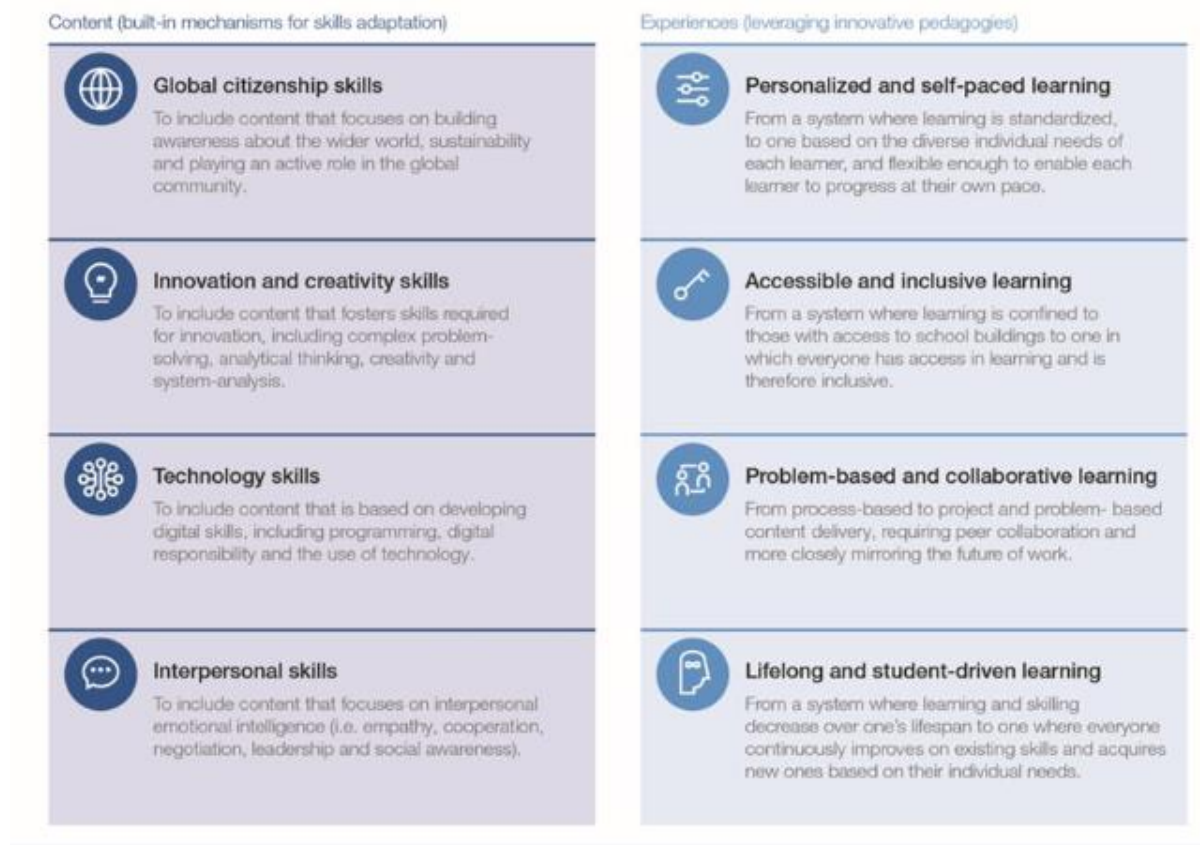 Content (built-in mechanisms for skills adaptation)
Global citizenship skills
To include content that focuses on building
awareness about the wider world, sustainability
and playing an active role in the global
community.
Innovation and creativity skills
To include content that fosters skills required
for innovation, including complex problem-
solving, analytical thinking, creativity and
system-analysis.
Technology skills
To include content that is based on developing
digital skills, including programming, digital
responsibility and the use of technology.
Interpersonal skills
To include content that focuses on interpersonal
emotional intelligence (i.e. empathy, cooperation,
negotiation, leadership and social awareness).
Experiences (leveraging innovative pedagogies)
Personalized and self-paced learning
From a system where learning is standardized,
to one based on the diverse individual needs of
each learner, and flexible enough to enable each
learner to progress at their own pace.
Accessible and inclusive learning
From a system where learning is confined to
those with access to school buildings to one in
which everyone has access in learning and is
therefore inclusive.
Problem-based and collaborative learning
From process-based to project and problem- based
content delivery, requiring peer collaboration and
more closely mirroring the future of work.
Lifelong and student-driven learning
From a system where learning and skilling
decrease over one's lifespan to one where everyone
continuously improves on existing skills and acquires
new ones based on their individual needs.